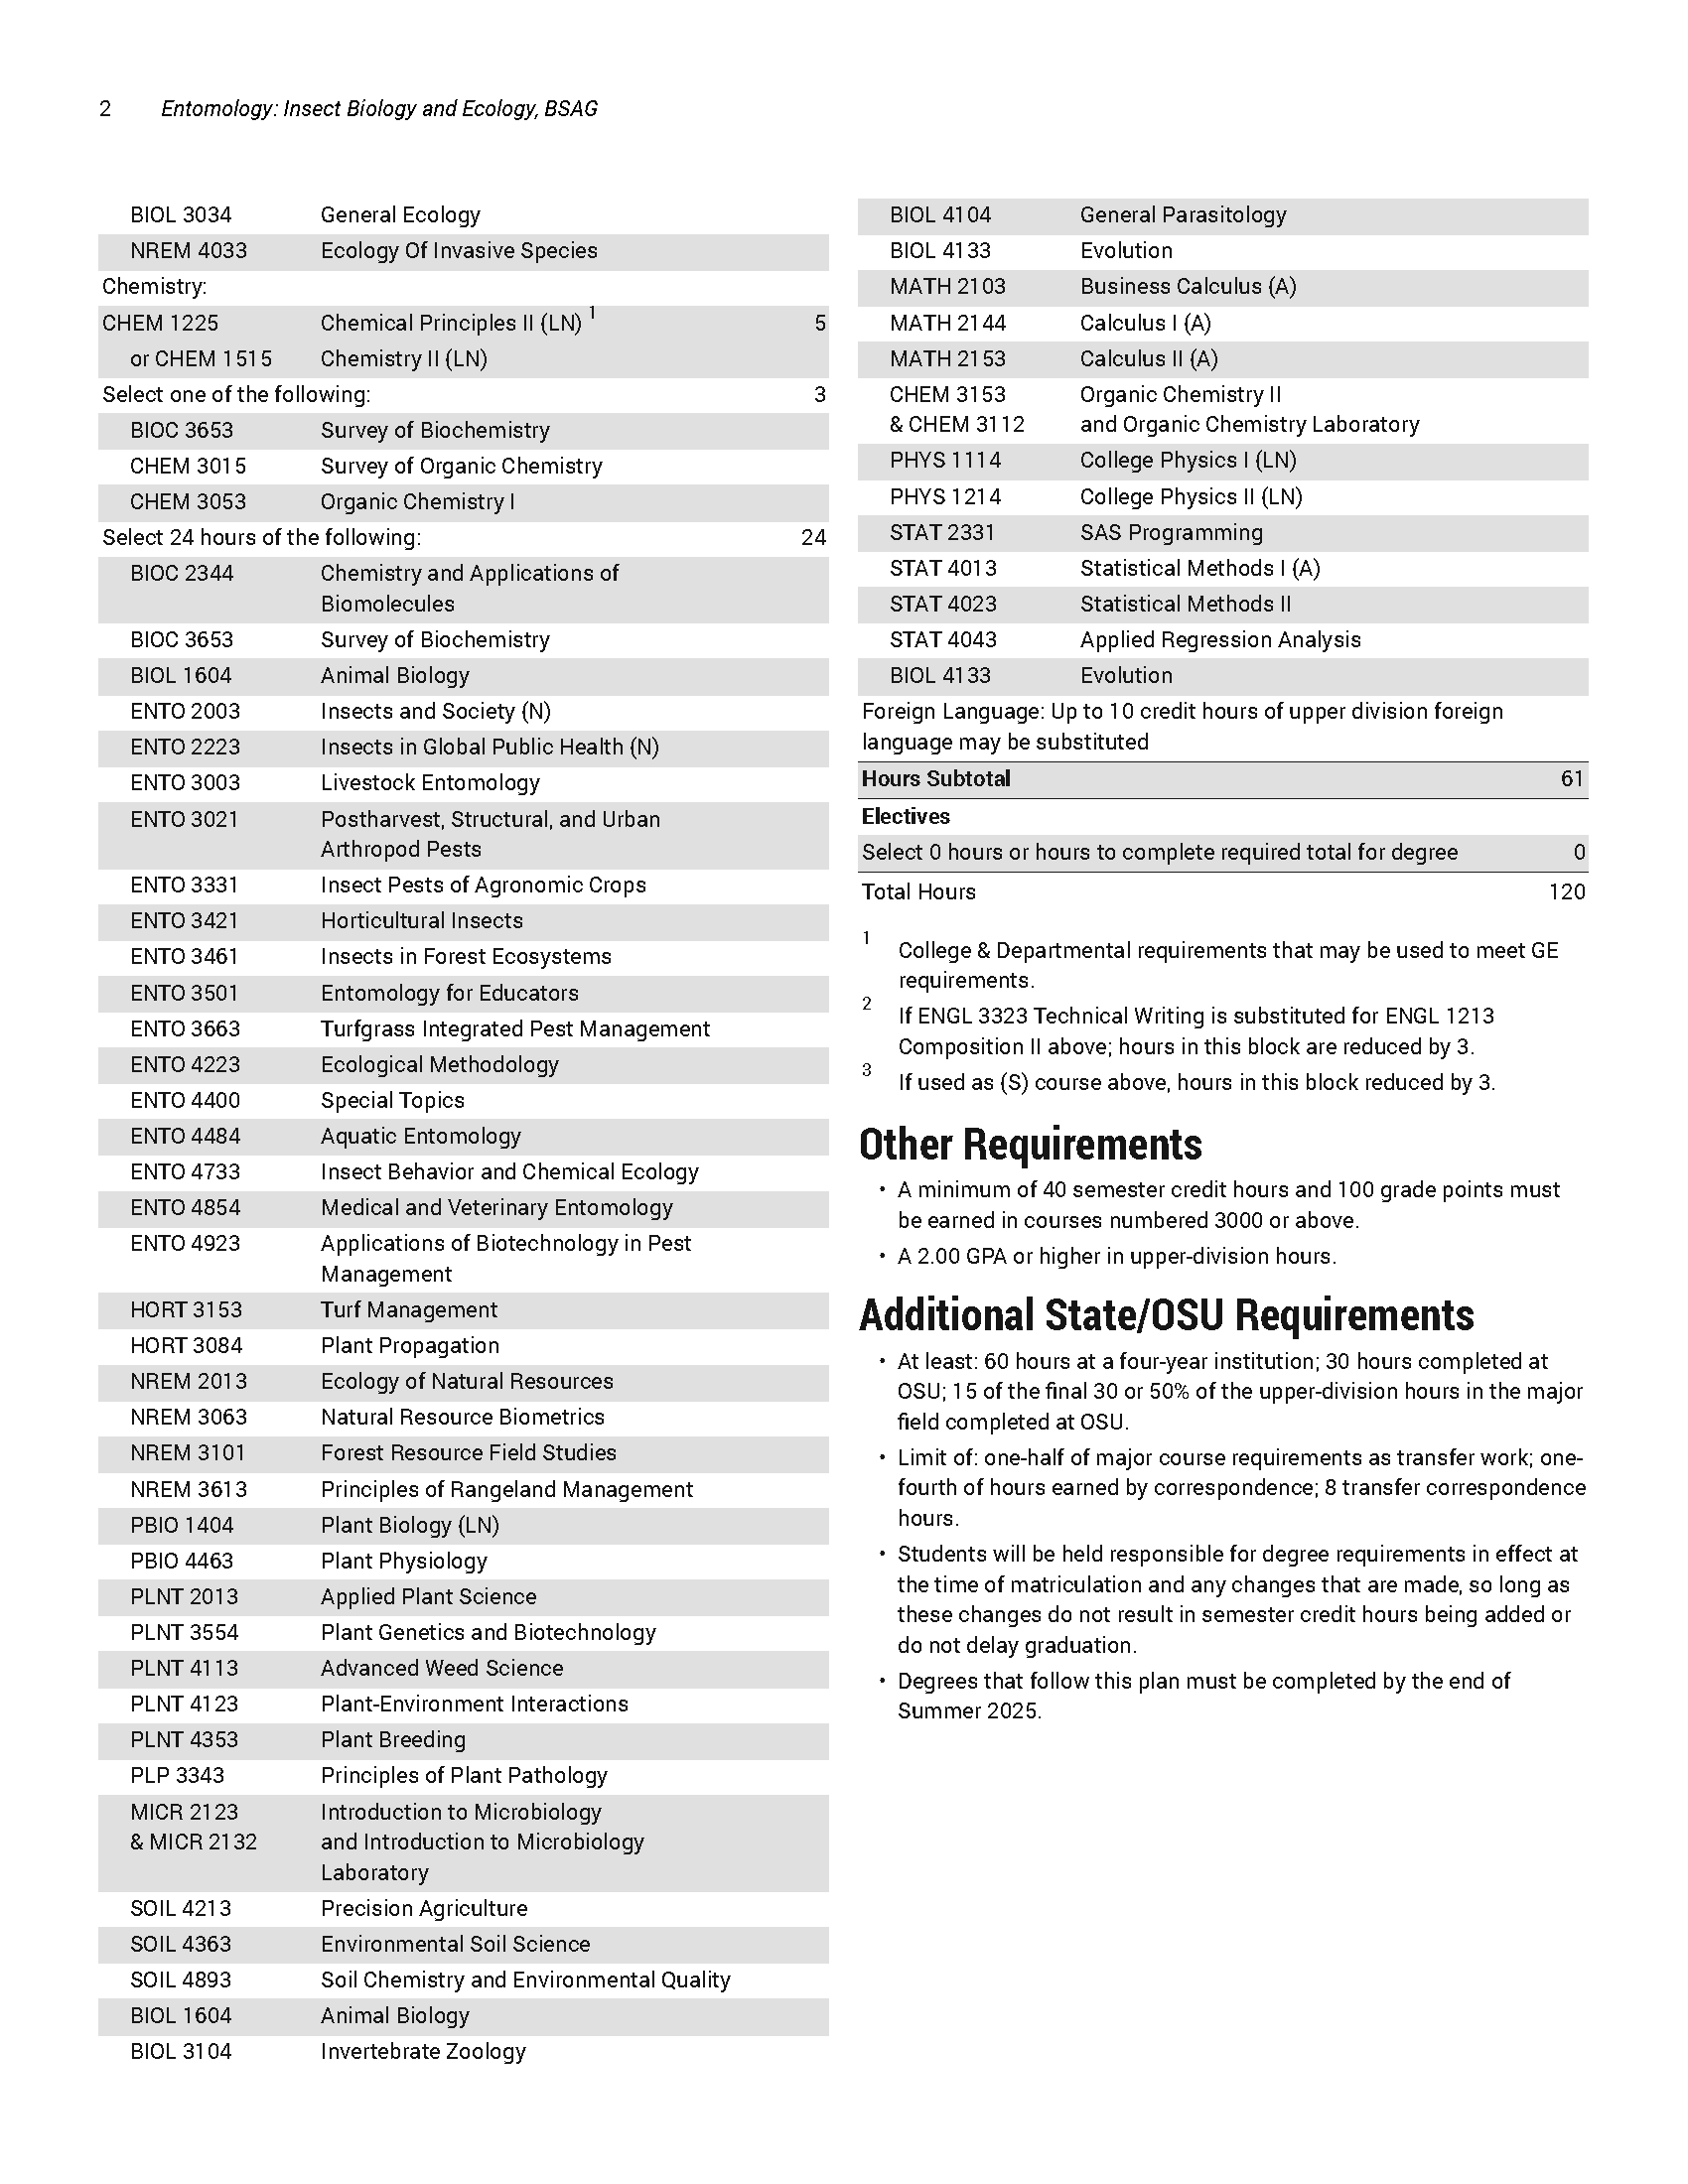 2 Entomology: Insect Biology and Ecology, BSAG
BIOL 3034 General Ecology
NREM 4033 Ecology Of Invasive Species
Chemistry:
CHEM 1225 Chemical Principles II (LN) 1 5
or CHEM 1515 Chemistry II (LN)
Select one of the following: 3
BIOC 3653 Survey of Biochemistry
CHEM 3015 Survey of Organic Chemistry
CHEM 3053 Organic Chemistry I
Select 24 hours of the following: 24
BIOC 2344 Chemistry and Applications of
Biomolecules
BIOC 3653 Survey of Biochemistry
BIOL 1604 Animal Biology
ENTO 2003 Insects and Society (N)
ENTO 2223 Insects in Global Public Health (N)
ENTO 3003 Livestock Entomology
ENTO 3021 Postharvest, Structural, and Urban
Arthropod Pests
ENTO 3331 Insect Pests of Agronomic Crops
ENTO 3421 Horticultural Insects
ENTO 3461 Insects in Forest Ecosystems
ENTO 3501 Entomology for Educators
ENTO 3663 Turfgrass Integrated Pest Management
ENTO 4223 Ecological Methodology
ENTO 4400 Special Topics
ENTO 4484 Aquatic Entomology
ENTO 4733 Insect Behavior and Chemical Ecology
ENTO 4854 Medical and Veterinary Entomology
ENTO 4923 Applications of Biotechnology in Pest
Management
HORT 3153 Turf Management
HORT 3084 Plant Propagation
NREM 2013 Ecology of Natural Resources
NREM 3063 Natural Resource Biometrics
NREM 3101 Forest Resource Field Studies
NREM 3613 Principles of Rangeland Management
PBIO 1404 Plant Biology (LN)
PBIO 4463 Plant Physiology
PLNT 2013 Applied Plant Science
PLNT 3554 Plant Genetics and Biotechnology
PLNT 4113 Advanced Weed Science
PLNT 4123 Plant-Environment Interactions
PLNT 4353 Plant Breeding
PLP 3343 Principles of Plant Pathology
MICR 2123 Introduction to Microbiology
& MICR 2132 and Introduction to Microbiology
Laboratory
SOIL 4213 Precision Agriculture
SOIL 4363 Environmental Soil Science
SOIL 4893 Soil Chemistry and Environmental Quality
BIOL 1604 Animal Biology
BIOL 3104 Invertebrate Zoology
BIOL 4104 General Parasitology
BIOL 4133 Evolution
MATH 2103 Business Calculus (A)
MATH 2144 Calculus I (A)
MATH 2153 Calculus II (A)
CHEM 3153 Organic Chemistry II
& CHEM 3112 and Organic Chemistry Laboratory
PHYS 1114 College Physics I (LN)
PHYS 1214 College Physics II (LN)
STAT 2331 SAS Programming
STAT 4013 Statistical Methods I (A)
STAT 4023 Statistical Methods II
STAT 4043 Applied Regression Analysis
BIOL 4133 Evolution
Foreign Language: Up to 10 credit hours of upper division foreign
language may be substituted
Hours Subtotal 61
Electives
Select 0 hours or hours to complete required total for degree 0
Total Hours 120
1 College & Departmental requirements that may be used to meet GE
requirements.
2 If ENGL 3323 Technical Writing is substituted for ENGL 1213
Composition II above; hours in this block are reduced by 3.
3 If used as (S) course above, hours in this block reduced by 3.
Other Requirements
• A minimum of 40 semester credit hours and 100 grade points must
be earned in courses numbered 3000 or above.
• A 2.00 GPA or higher in upper-division hours.
Additional State/OSU Requirements
• At least: 60 hours at a four-year institution; 30 hours completed at
OSU; 15 of the final 30 or 50% of the upper-division hours in the major
field completed at OSU.
• Limit of: one-half of major course requirements as transfer work; one-
fourth of hours earned by correspondence; 8 transfer correspondence
hours.
• Students will be held responsible for degree requirements in effect at
the time of matriculation and any changes that are made, so long as
these changes do not result in semester credit hours being added or
do not delay graduation.
• Degrees that follow this plan must be completed by the end of
Summer 2025.